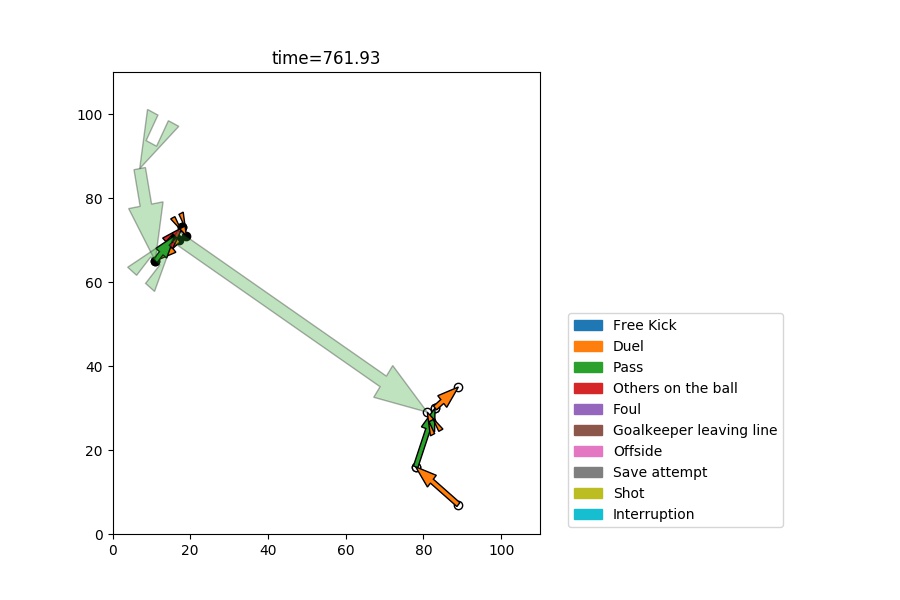 time=761.93
100
80
60
40
20
0
0 20 40 60 80 100
Free Kick
Duel
Pass
Others on the ball
Foul
Goalkeeper leaving line
Offside
Save attempt
Shot
Interruption